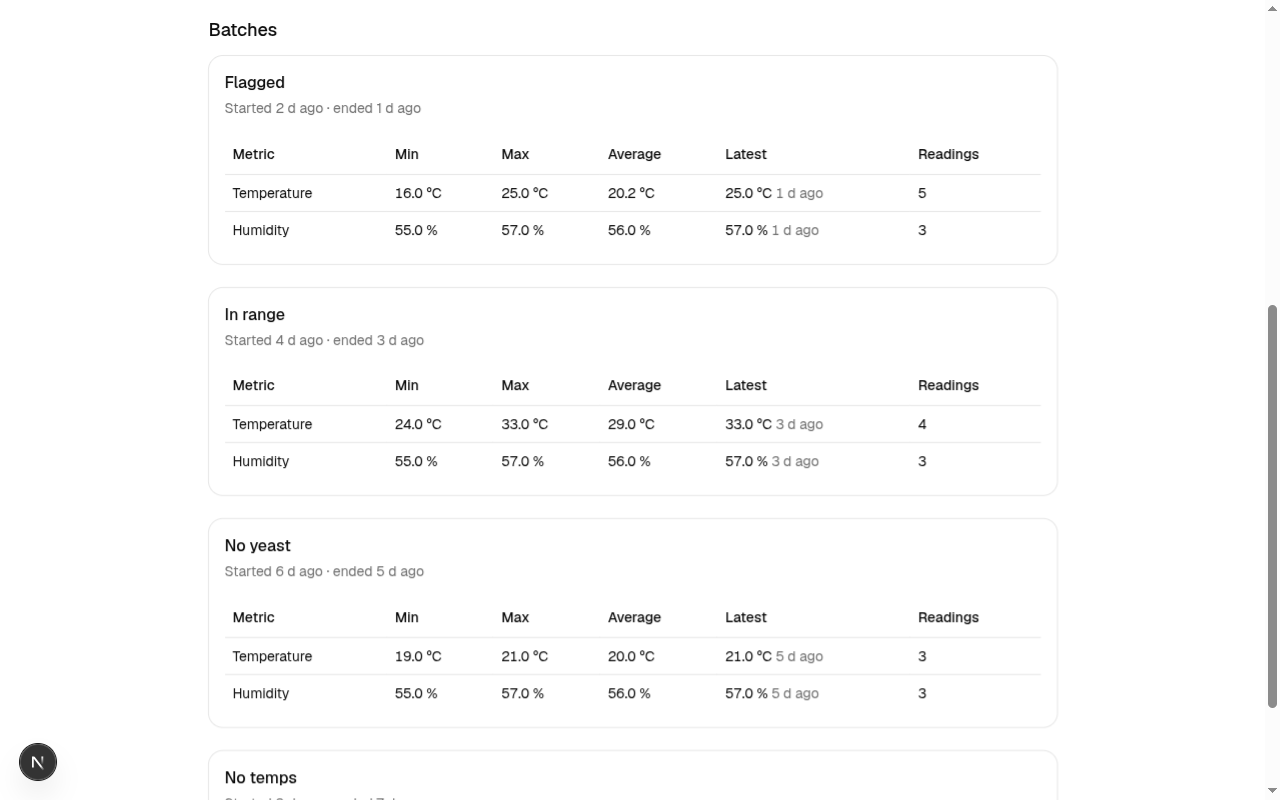 Batches
Flagged
Started 2 d ago · ended 1 d ago
Metric Min Max Average Latest Readings
Temperature 16.0 °C 25.0 °C 20.2 °C 25.0 °C 1 d ago 5
Humidity 55.0 % 57.0 % 56.0 % 57.0 % 1 d ago 3
In range
Started 4 d ago · ended 3 d ago
Metric Min Max Average Latest Readings
Temperature 24.0 °C 33.0 °C 29.0 °C 33.0 °C 3 d ago 4
Humidity 55.0 % 57.0 % 56.0 % 57.0 % 3 d ago 3
No yeast
Started 6 d ago · ended 5 d ago
Metric Min Max Average Latest Readings
Temperature 19.0 °C 21.0 °C 20.0 °C 21.0 °C 5 d ago 3
Humidity 55.0 % 57.0 % 56.0 % 57.0 % 5 d ago 3
N
No temps